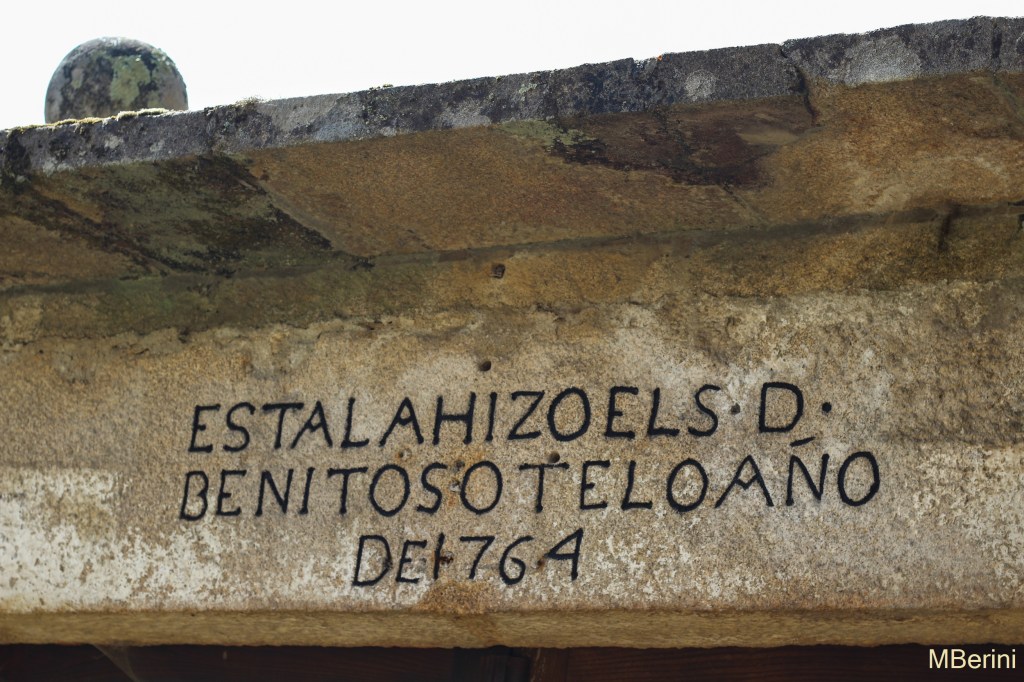 ESTALAHIZOELS·D·
BENITOSOTELOAÑO
DE1764
MBerini